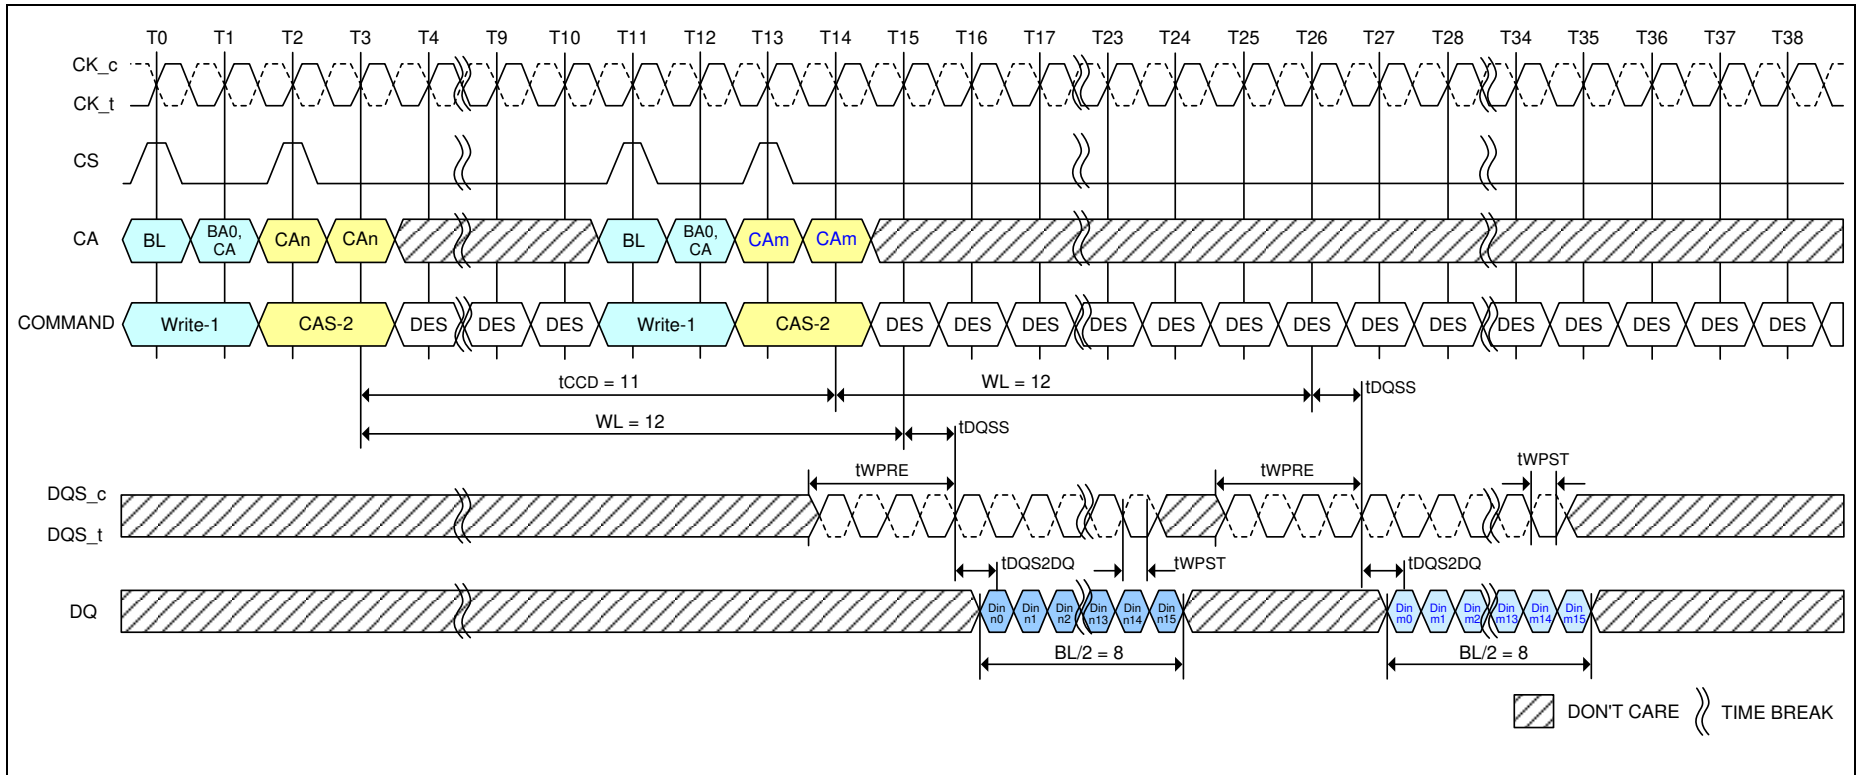 T0 T1 T2 T3 T4 T9 T10 T11 T12 T13 T14 T15 T16 T17 T23 T24 T25 T26 T27 T28 T34 T35 T36 T37 T38
CK_c
CK_t
CS
CA BL BA0, CA CAn CAn BL BA0, CA CAm CAm
COMMAND Write-1 CAS-2 DES DES DES Write-1 CAS-2 DES DES DES DES DES DES DES DES DES DES DES DES DES DES
tCCD = 11 WL = 12 tDQSS
WL = 12 tDQSS
tWPRE tWPRE tWPST
DQS_c
DQS_t
tDQS2DQ tWPST tDQS2DQ
DQ Din n0 Din n1 Din n2 Din n13 Din n14 Din n15 Din m0 Din m1 Din m2 Din m13 Din m14 Din m15
BL/2 = 8 BL/2 = 8
DON'T CARE TIME BREAK